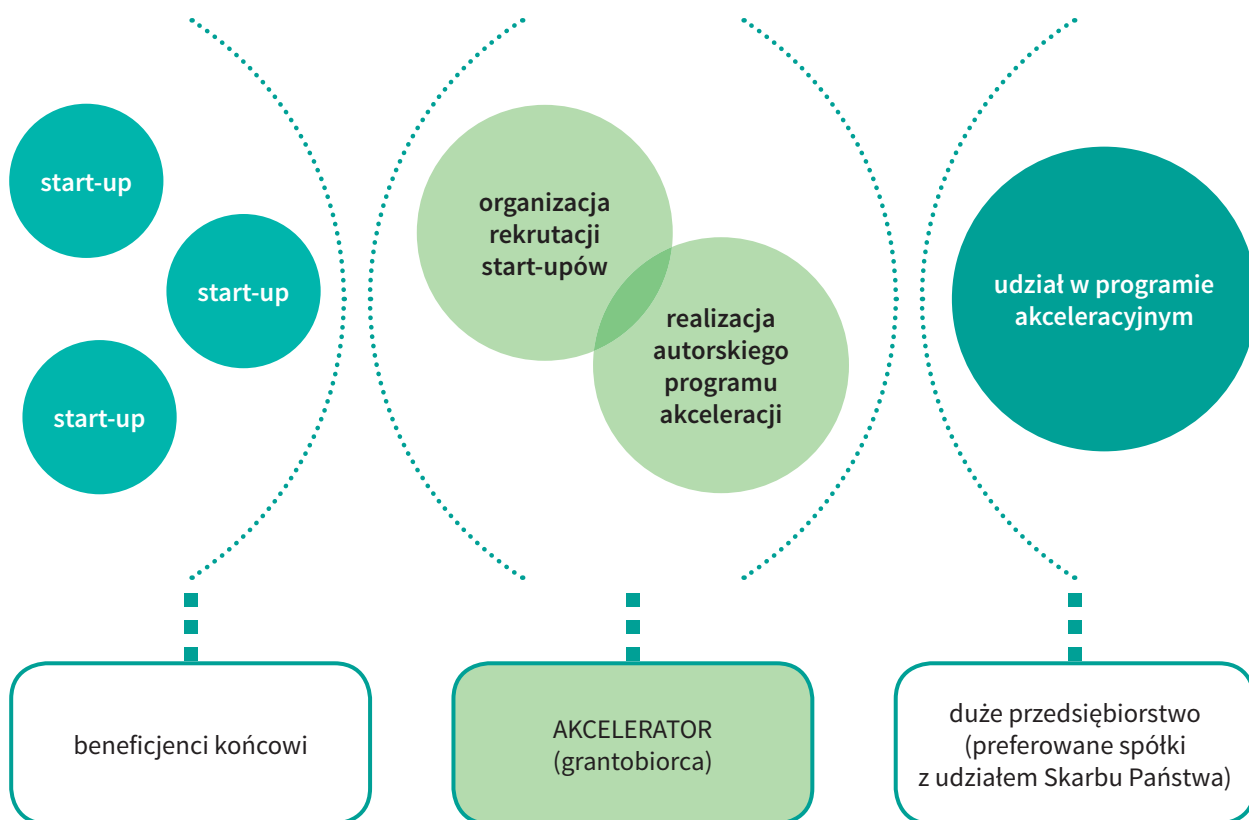 start-up
start-up
start-up
organizacja
rekrutacji
start-upów
realizacja
autorskiego
programu
akceleracji
udział w programie
akceleracyjnym
beneficjenci końcowi
AKCELERATOR
(grantobiorca)
duże przedsiębiorstwo
(preferowane spółki
z udziałem Skarbu Państwa)